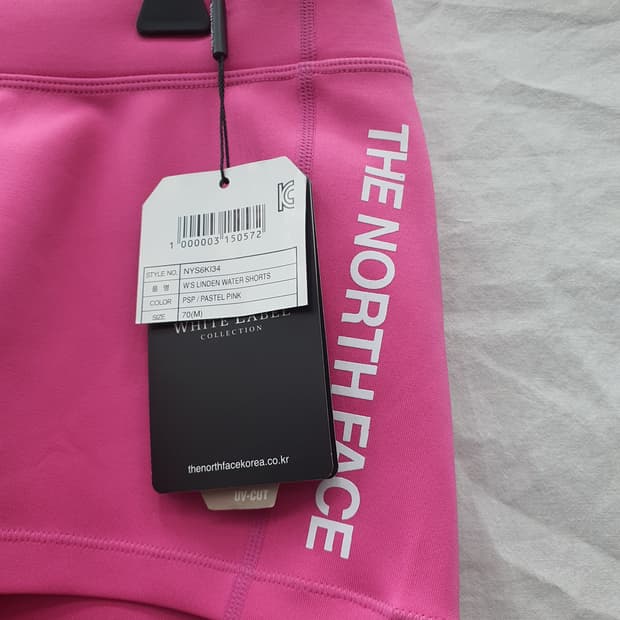 KC
1 000003 150572
STYLE NO. NYS6KI34
품 명 W'S LINDEN WATER SHORTS
COLOR PSP / PASTEL PINK
SIZE 70(M)
WHITE LABEL
COLLECTION
thenorthfacekorea.co.kr
UV-CUT
THE NORTH FACE